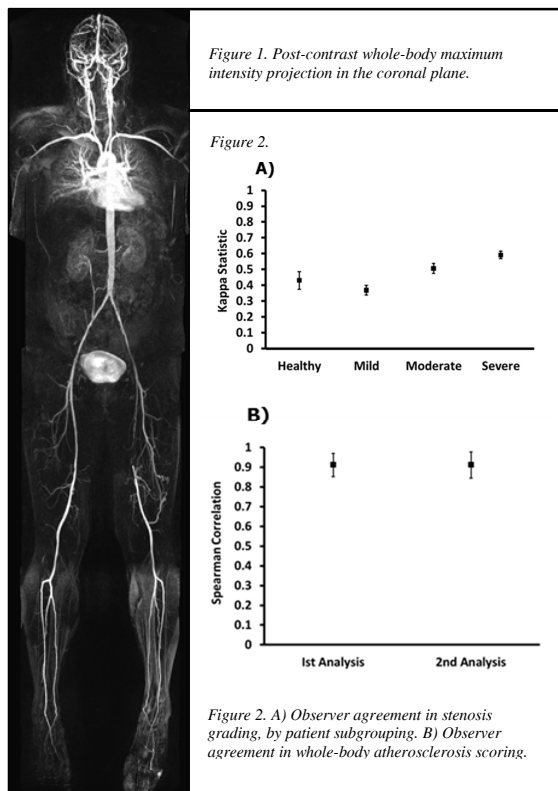 Figure 1. Post-contrast whole-body maximum
intensity projection in the coronal plane.
Figure 2.
A)
Kappa Statistic
1
0.9
0.8
0.7
0.6
0.5
0.4
0.3
0.2
0.1
0
Healthy Mild Moderate Severe
B)
Spearman Correlation
1
0.9
0.8
0.7
0.6
0.5
0.4
0.3
0.2
0.1
0
Ist Analysis 2nd Analysis
Figure 2. A) Observer agreement in stenosis
grading, by patient subgrouping. B) Observer
agreement in whole-body atherosclerosis scoring.